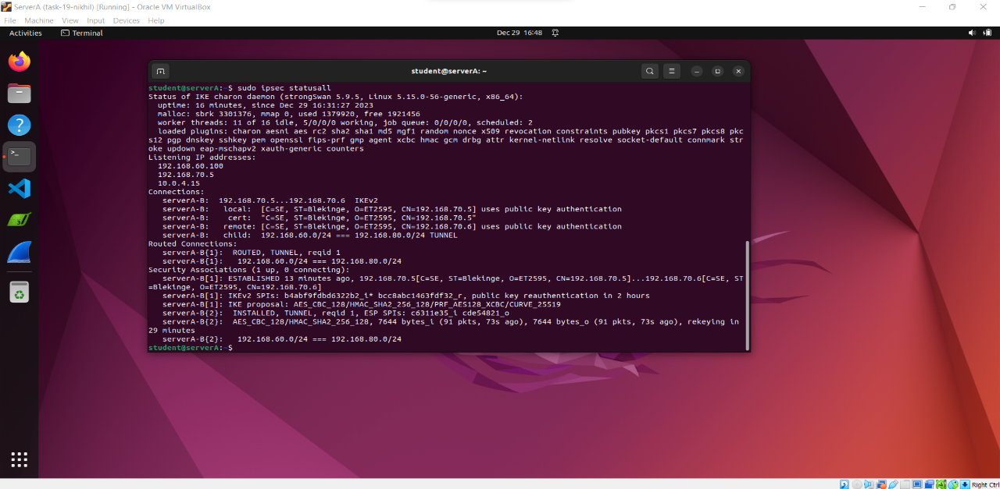 ServerA (task-19-nikhil) [Running] - Oracle VM VirtualBox
File Machine View Input Devices Help
Activities Terminal Dec 29 16:48
student@serverA: ~
student@serverA:~$ sudo ipsec statusall
Status of IKE charon daemon (strongSwan 5.9.5, Linux 5.15.0-56-generic, x86_64):
uptime: 16 minutes, since Dec 29 16:31:27 2023
malloc: sbrk 3301376, mmap 0, used 1379920, free 1921456
worker threads: 11 of 16 idle, 5/0/0/0 working, job queue: 0/0/0/0, scheduled: 2
loaded plugins: charon aesni aes rc2 sha2 sha1 md5 mgf1 random nonce x509 revocation constraints pubkey pkcs1 pkcs7 pkcs8 pkc
s12 pgp dnskey sshkey pem openssl fips-prf gmp agent xcbc hmac gcm drbg attr kernel-netlink resolve socket-default connmark str
oke updown eap-mschapv2 xauth-generic counters
Listening IP addresses:
192.168.60.100
192.168.70.5
10.0.4.15
Connections:
serverA-B: 192.168.70.5...192.168.70.6 IKEv2
serverA-B: local: [C=SE, ST=Blekinge, O=ET2595, CN=192.168.70.5] uses public key authentication
serverA-B: cert: "C=SE, ST=Blekinge, O=ET2595, CN=192.168.70.5"
serverA-B: remote: [C=SE, ST=Blekinge, O=ET2595, CN=192.168.70.6] uses public key authentication
serverA-B: child: 192.168.60.0/24 === 192.168.80.0/24 TUNNEL
Routed Connections:
serverA-B{1}: ROUTED, TUNNEL, reqid 1
serverA-B{1}: 192.168.60.0/24 === 192.168.80.0/24
Security Associations (1 up, 0 connecting):
serverA-B[1]: ESTABLISHED 13 minutes ago, 192.168.70.5[C=SE, ST=Blekinge, O=ET2595, CN=192.168.70.5]...192.168.70.6[C=SE, ST
=Blekinge, O=ET2595, CN=192.168.70.6]
serverA-B[1]: IKEv2 SPIs: b4abf9fdbd6322b2_i* bcc8abc1463fdf32_r, public key reauthentication in 2 hours
serverA-B[1]: IKE proposal: AES_CBC_128/HMAC_SHA2_256_128/PRF_AES128_XCBC/CURVE_25519
serverA-B{2}: INSTALLED, TUNNEL, reqid 1, ESP SPIs: c6311e35_i cde54821_o
serverA-B{2}: AES_CBC_128/HMAC_SHA2_256_128, 7644 bytes_i (91 pkts, 73s ago), 7644 bytes_o (91 pkts, 73s ago), rekeying in
29 minutes
serverA-B{2}: 192.168.60.0/24 === 192.168.80.0/24
student@serverA:~$
Right Ctrl